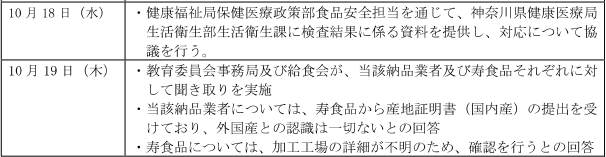 10月18日（水）
・健康福祉局保健医療政策部食品安全担当を通じて、神奈川県健康医療局
生活衛生部生活衛生課に検査結果に係る資料を提供し、対応について協
議を行う。
10月19日（木）
・教育委員会事務局及び給食会が、当該納品業者及び寿食品それぞれに対
して聞き取りを実施
・当該納品業者については、寿食品から産地証明書（国内産）の提出を受
けており、外国産との認識は一切ないとの回答
・寿食品については、加工工場の詳細が不明のため、確認を行うとの回答